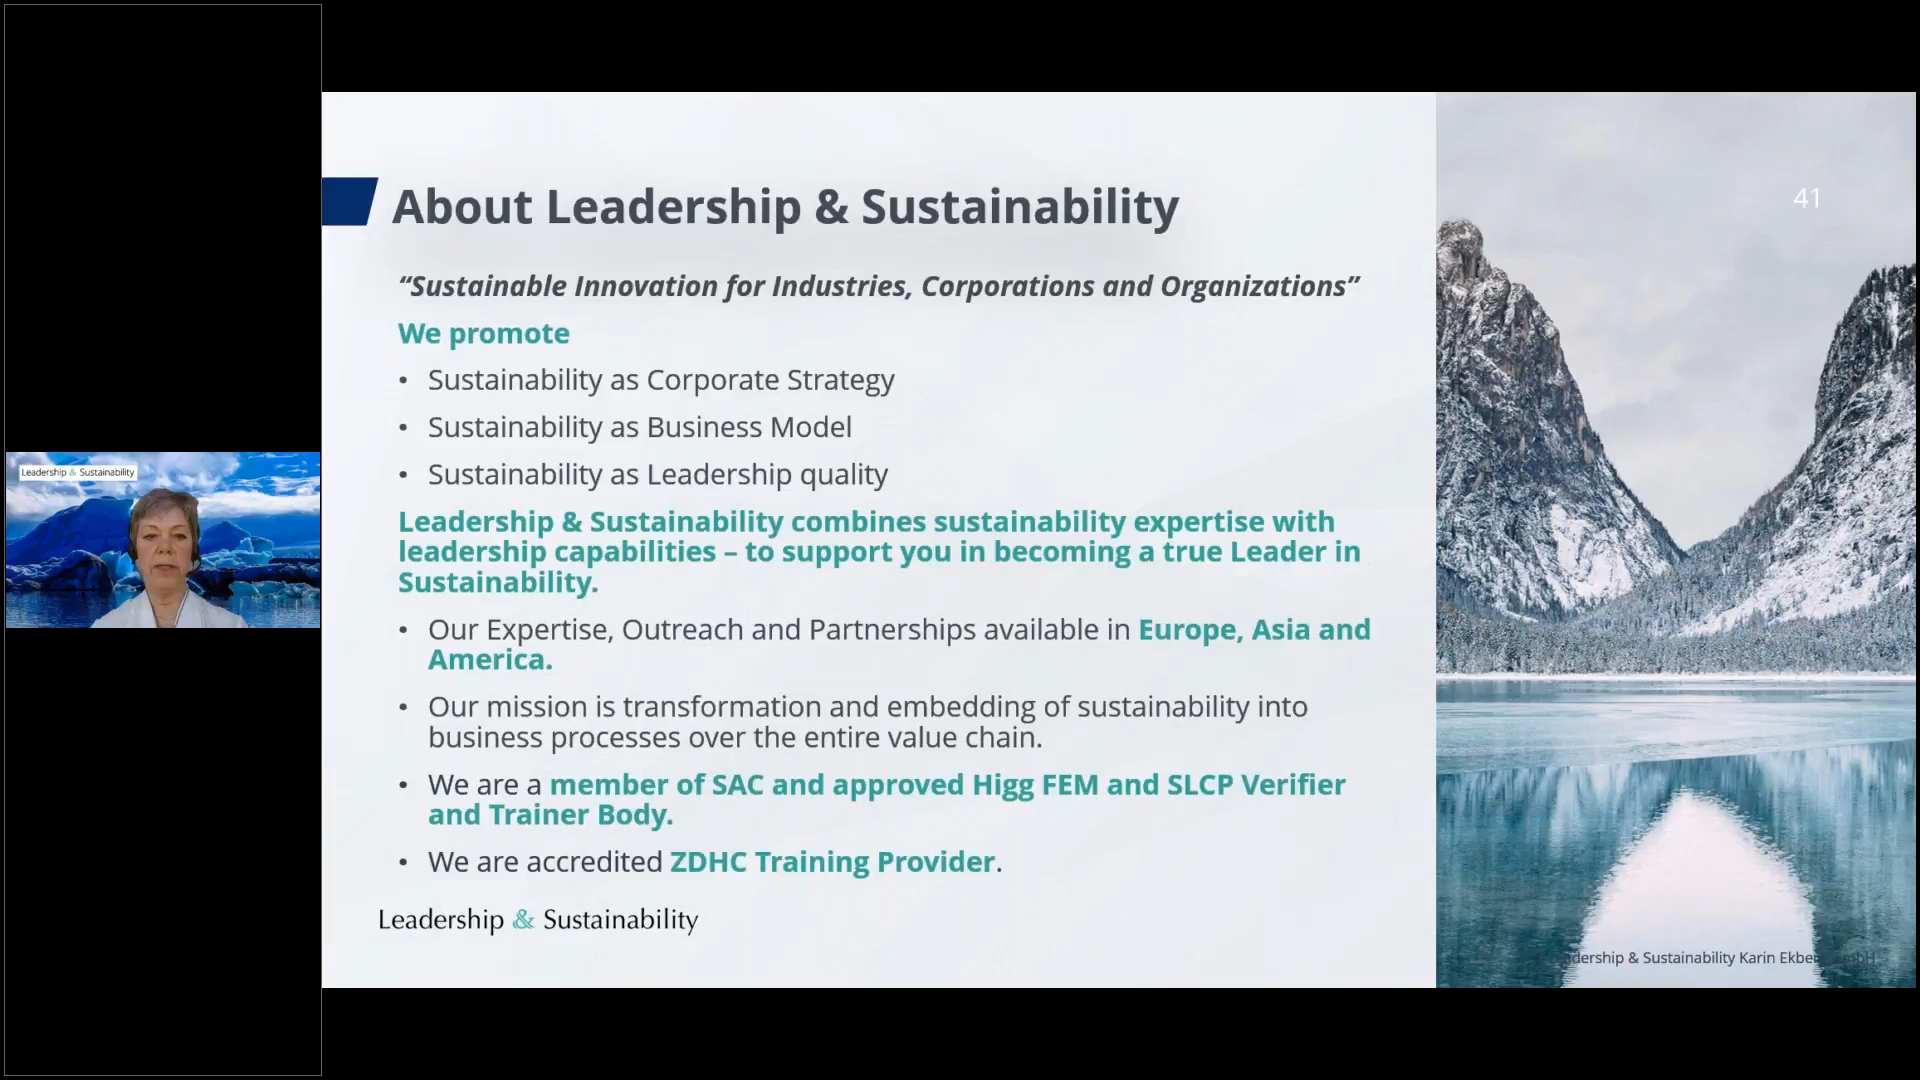 Leadership & Sustainability
41
About Leadership & Sustainability
“Sustainable Innovation for Industries, Corporations and Organizations”
We promote
• Sustainability as Corporate Strategy
• Sustainability as Business Model
• Sustainability as Leadership quality
Leadership & Sustainability combines sustainability expertise with
leadership capabilities – to support you in becoming a true Leader in
Sustainability.
• Our Expertise, Outreach and Partnerships available in Europe, Asia and
America.
• Our mission is transformation and embedding of sustainability into
business processes over the entire value chain.
• We are a member of SAC and approved Higg FEM and SLCP Verifier
and Trainer Body.
• We are accredited ZDHC Training Provider.
Leadership & Sustainability
& Sustainability Karin